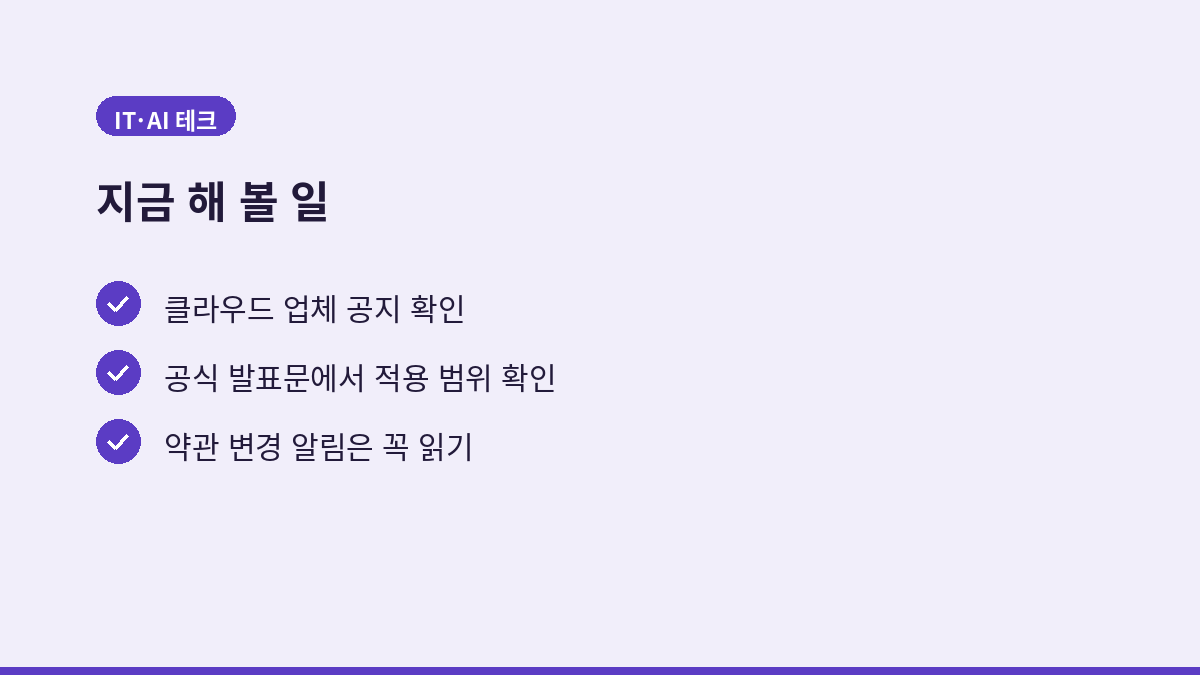 IT·AI 테크
지금 해 볼 일
클라우드 업체 공지 확인
공식 발표문에서 적용 범위 확인
약관 변경 알림은 꼭 읽기